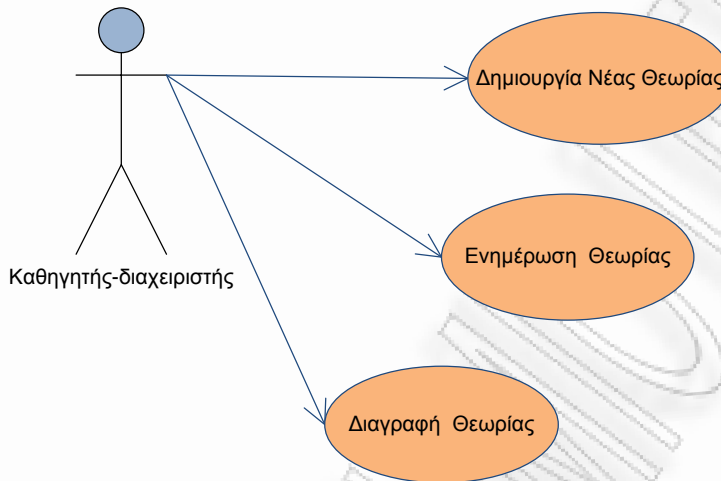 Δημιουργία Νέας Θεωρίας
Ενημέρωση Θεωρίας
Καθηγητής-διαχειριστής
Διαγραφή Θεωρίας